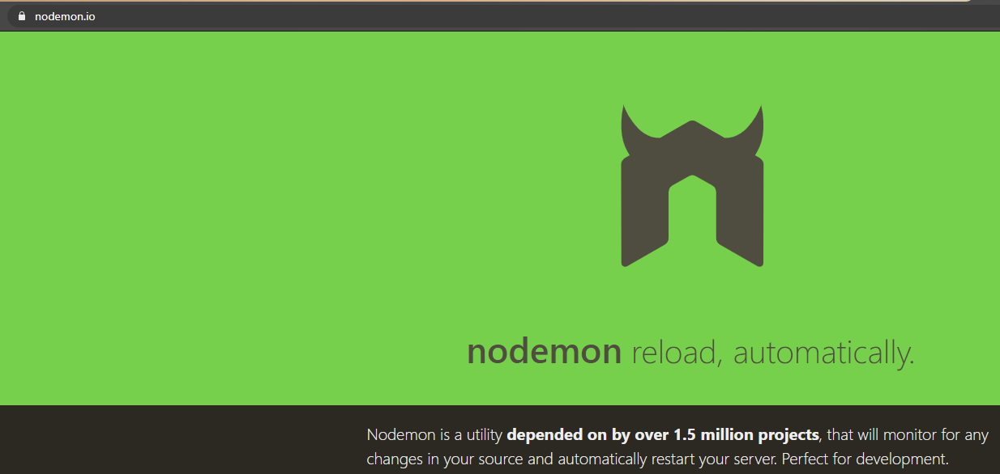 nodemon.io
nodemon reload, automatically.
Nodemon is a utility depended on by over 1.5 million projects, that will monitor for any
changes in your source and automatically restart your server. Perfect for development.